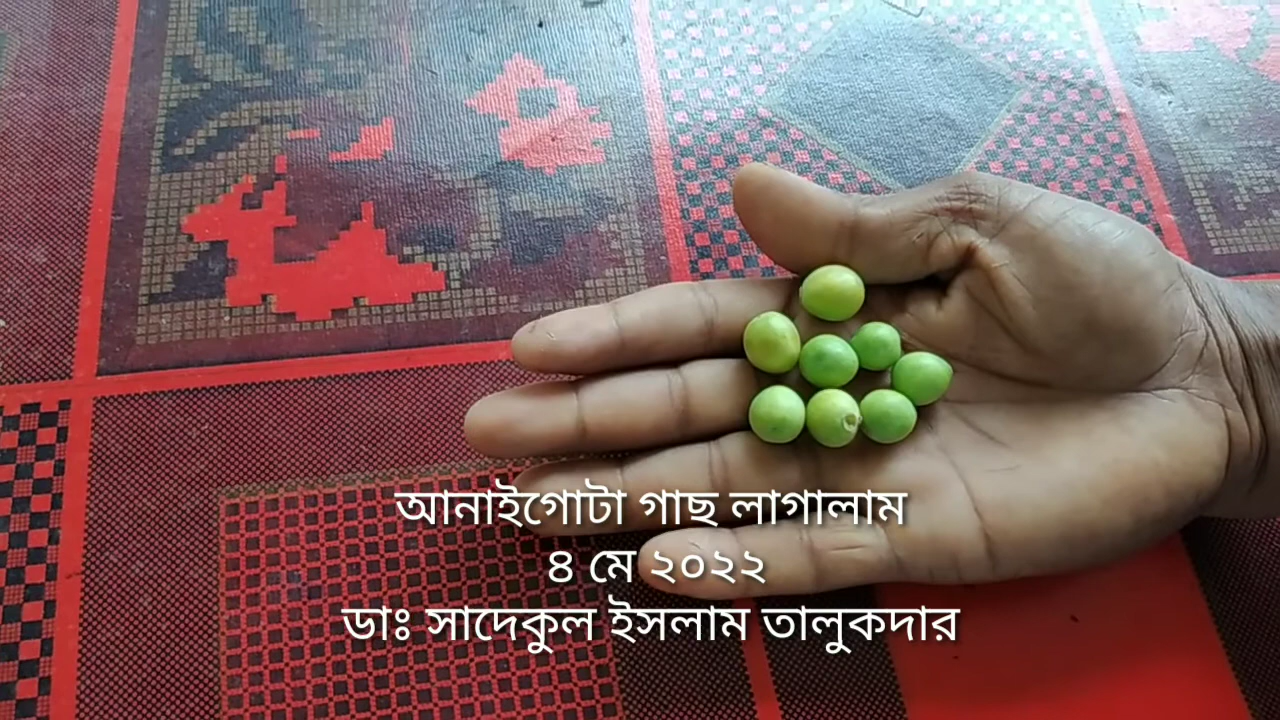 আনাইগোটা গাছ লাগালাম
৪ মে ২০২২
ডাঃ সাদেকুল ইসলাম তালুকদার